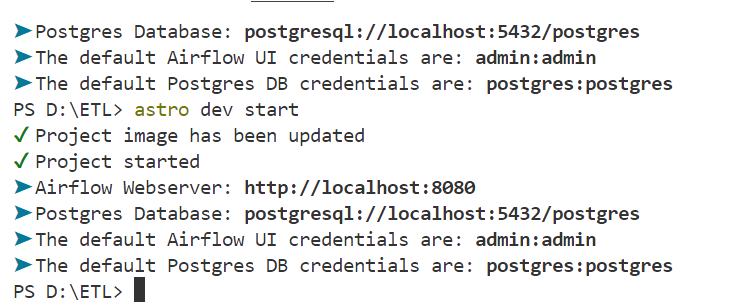 ➤Postgres Database: postgresql://localhost:5432/postgres
➤The default Airflow UI credentials are: admin:admin
➤The default Postgres DB credentials are: postgres:postgres
PS D:\ETL> astro dev start
✓ Project image has been updated
✓ Project started
➤Airflow Webserver: http://localhost:8080
➤Postgres Database: postgresql://localhost:5432/postgres
➤The default Airflow UI credentials are: admin:admin
➤The default Postgres DB credentials are: postgres:postgres
PS D:\ETL>